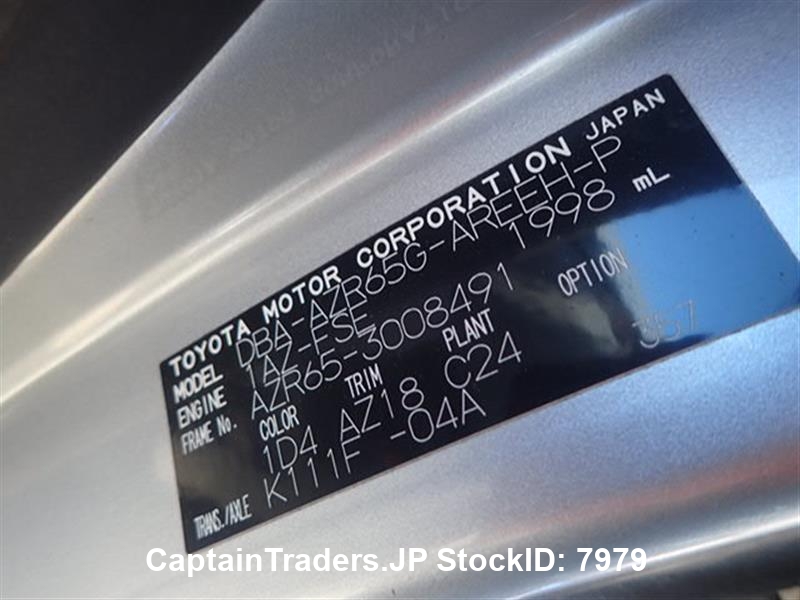 TOYOTA MOTOR CORPORATION JAPAN
MODEL DBA-AZR65G-AREEH-P
ENGINE 1AZ-FSE 1998 mL
FRAME No. AZR65-3008491
COLOR TRIM PLANT OPTION
1D4 AZ18 C24 357
TRANS./AXLE K111F -04A
CaptainTraders.JP StockID: 7979